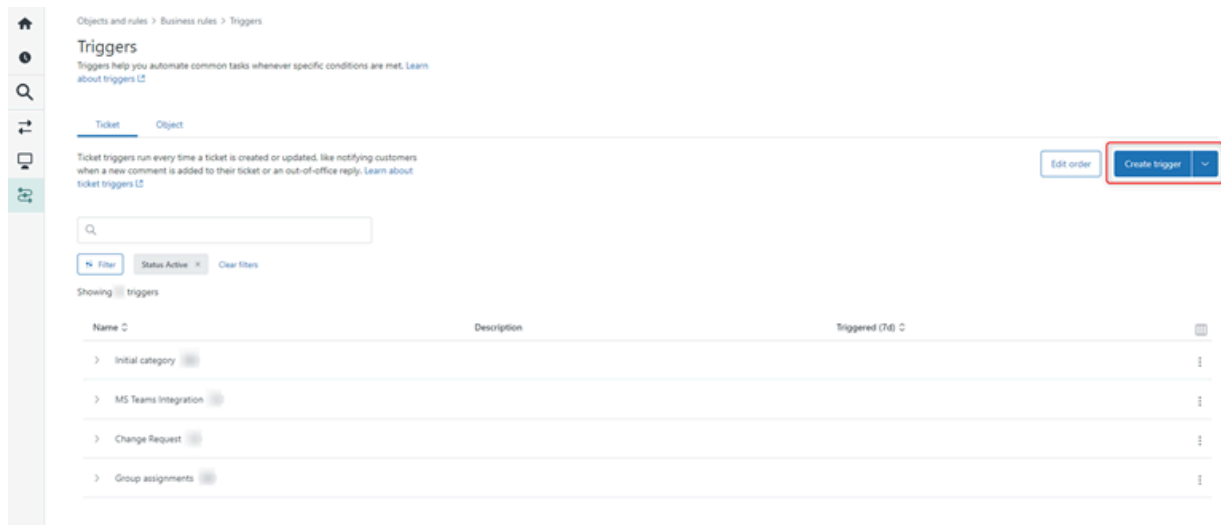 Objects and rules > Business rules > Triggers
Triggers
Triggers help you automate common tasks whenever specific conditions are met. Learn
about triggers
Ticket Object
Ticket triggers run every time a ticket is created or updated, like notifying customers
when a new comment is added to their ticket or an out-of-office reply. Learn about
ticket triggers
Edit order Create trigger
Filter Status Active × Clear filters
Showing triggers
Name Description Triggered (7d)
Initial category
MS Teams Integration
Change Request
Group assignments